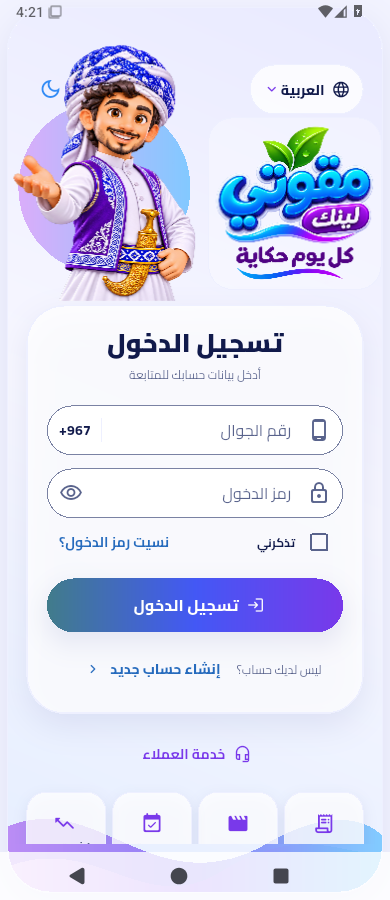 4:21
العربية
مقوتي
لينك
كل يوم حكاية
تسجيل الدخول
أدخل بيانات حسابك للمتابعة
رقم الجوال
+967
رمز الدخول
تذكرني
نسيت رمز الدخول؟
تسجيل الدخول
ليس لديك حساب؟ إنشاء حساب جديد
خدمة العملاء